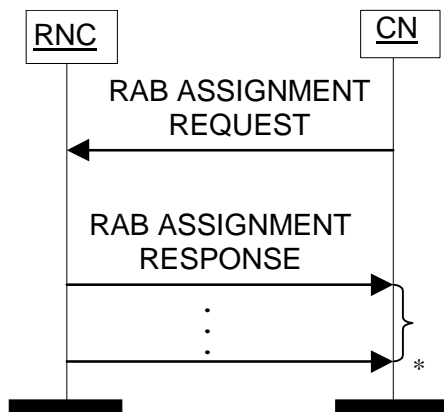 RNC
CN
RAB ASSIGNMENT
REQUEST
RAB ASSIGNMENT
RESPONSE
*